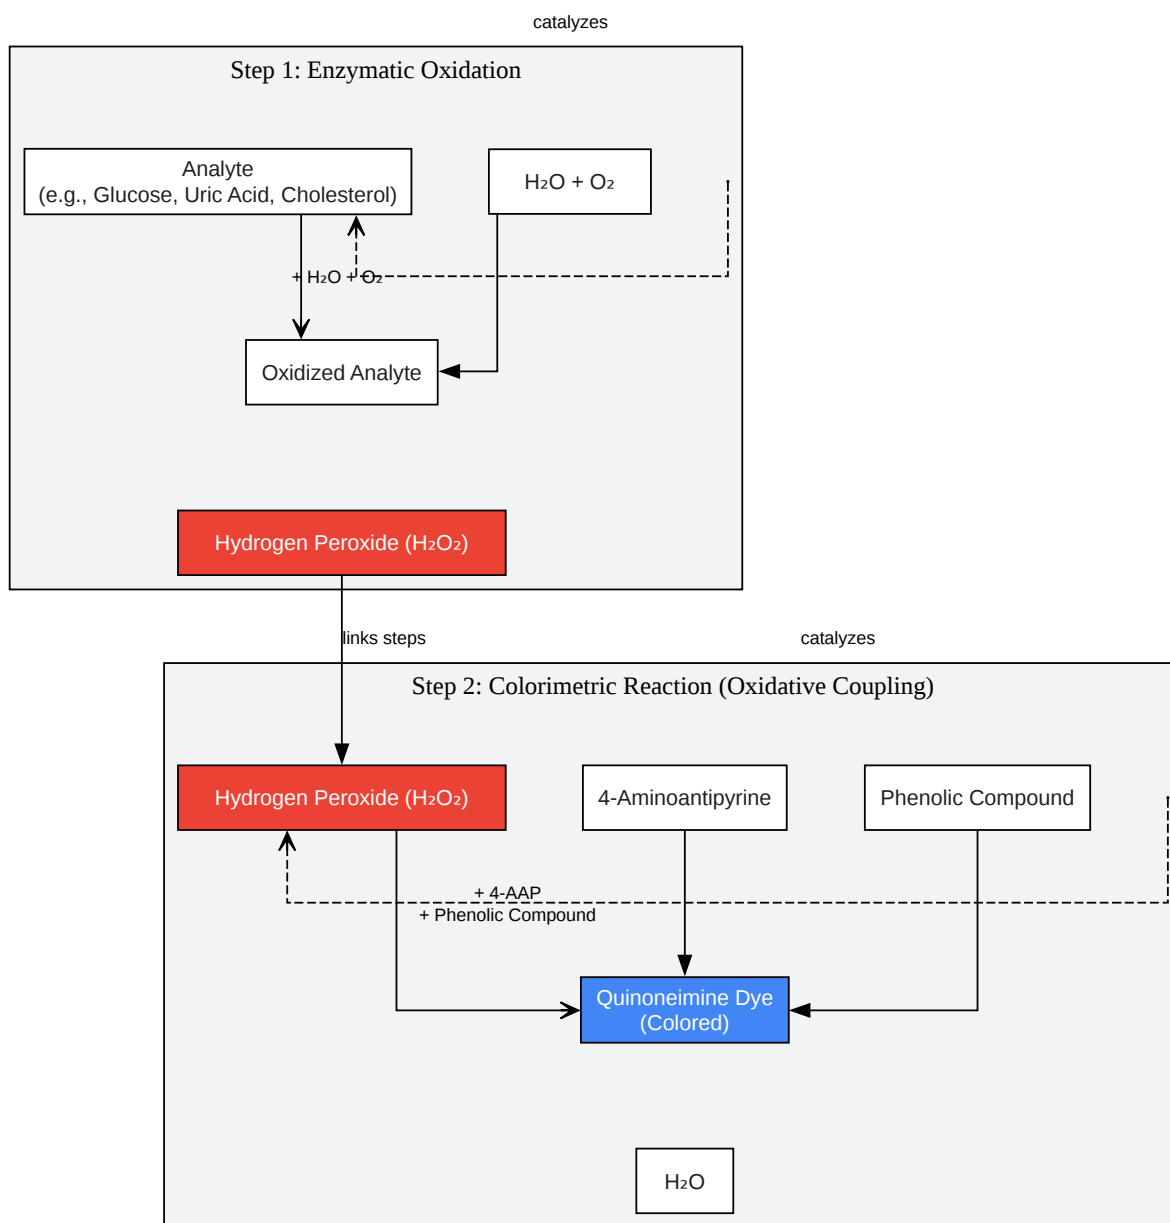 catalyzes
Step 1: Enzymatic Oxidation
Analyte
(e.g., Glucose, Uric Acid, Cholesterol)
H₂O + O₂
+ H₂O + O₂
Oxidized Analyte
Hydrogen Peroxide (H₂O₂)
links steps
catalyzes
Step 2: Colorimetric Reaction (Oxidative Coupling)
Hydrogen Peroxide (H₂O₂)
4-Aminoantipyrine
Phenolic Compound
+ 4-AAP
+ Phenolic Compound
Quinoneimine Dye
(Colored)
H₂O